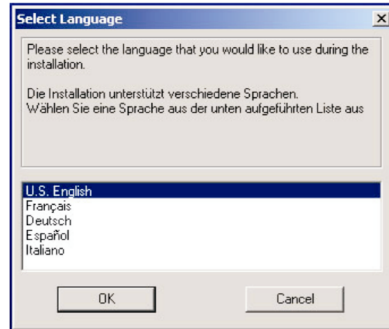 Select Language
Please select the language that you would like to use during the
installation.
Die Installation unterstützt verschiedene Sprachen.
Wählen Sie eine Sprache aus der unten aufgeführten Liste aus
U.S. English
Français
Deutsch
Español
Italiano
OK
Cancel